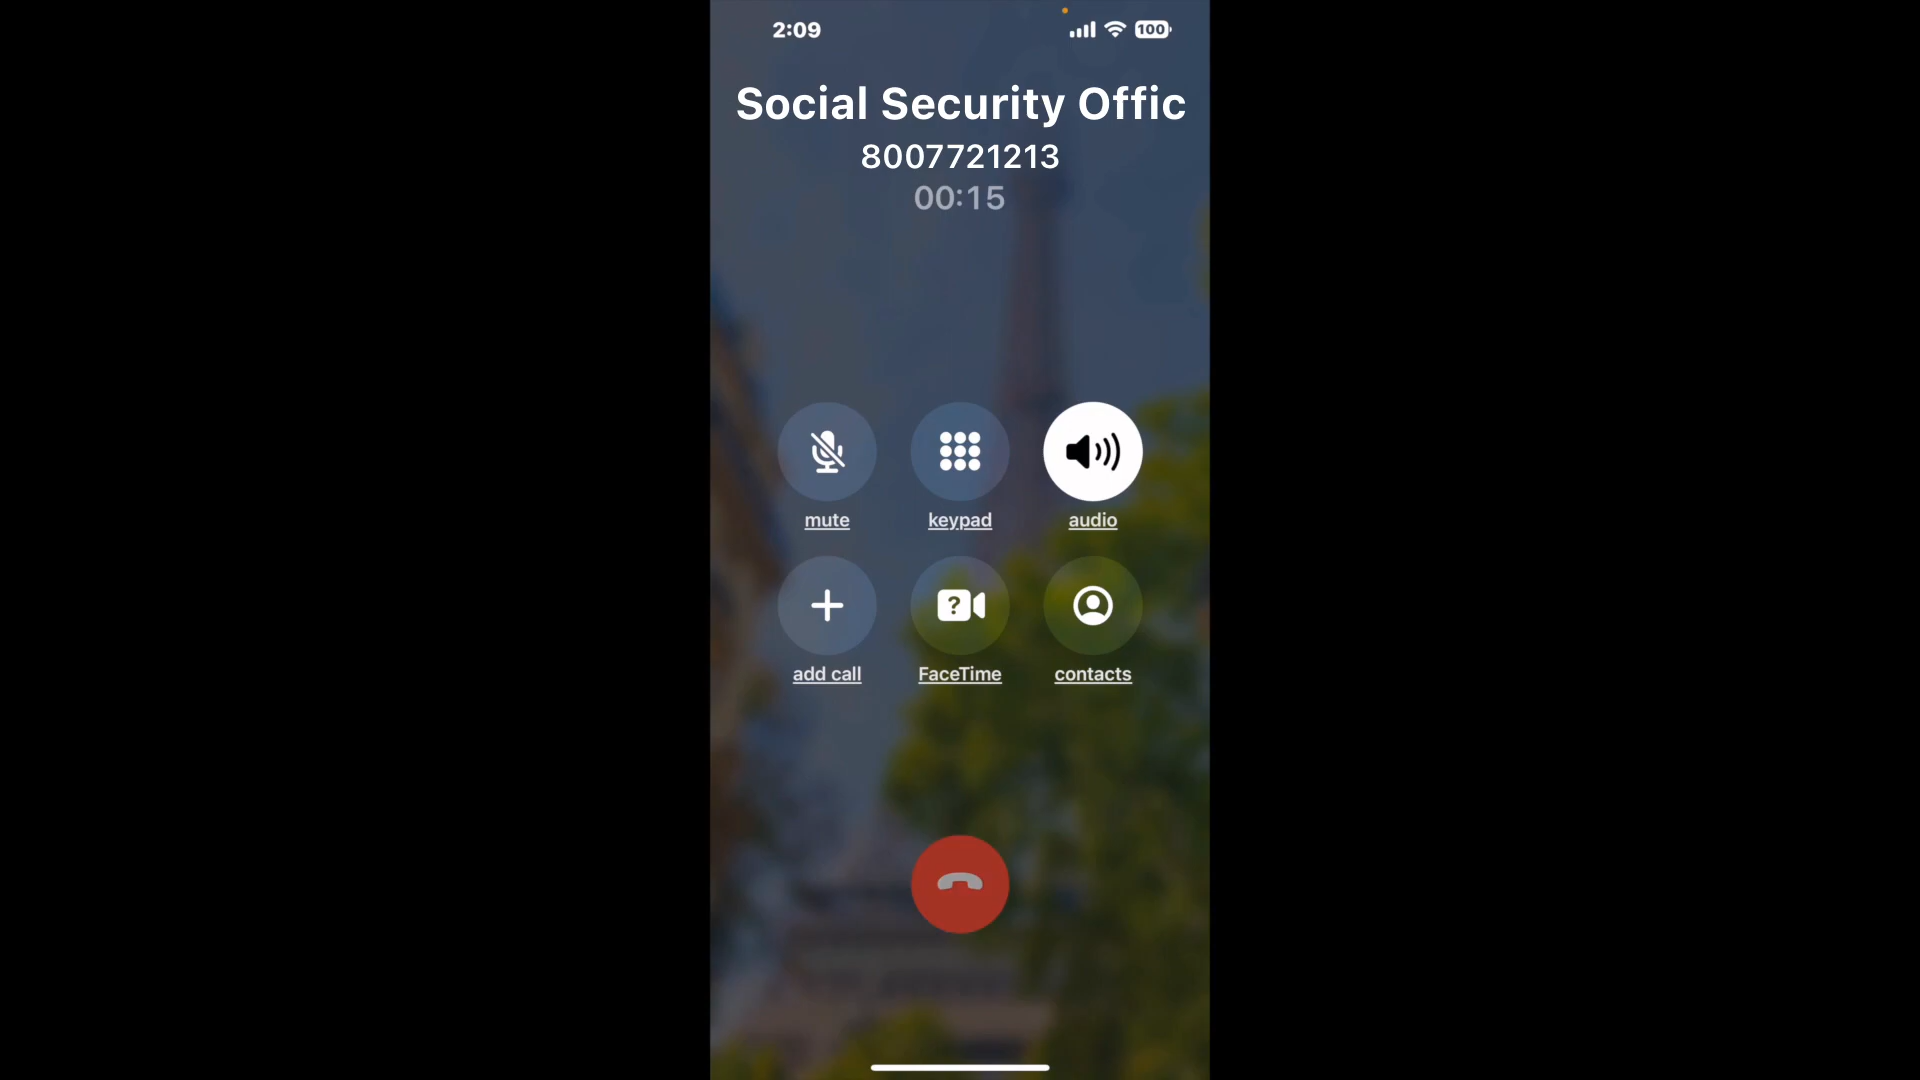 2:09
100
Social Security Offic
8007721213
00:15
mute
keypad
audio
?
add call
FaceTime
contacts